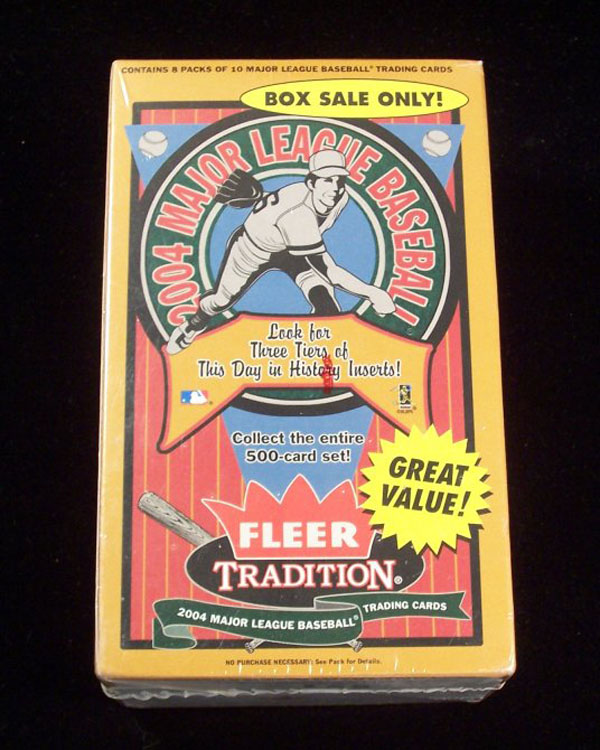 CONTAINS 8 PACKS OF 10 MAJOR LEAGUE BASEBALL® TRADING CARDS
BOX SALE ONLY!
2004 MAJOR LEAGUE BASEBALL
Look for
Three Tiers of
This Day in History Inserts!
Collect the entire
500-card set!
GREAT
VALUE!
FLEER
TRADITION®
2004 MAJOR LEAGUE BASEBALL® TRADING CARDS
NO PURCHASE NECESSARY: See Pack for Details.